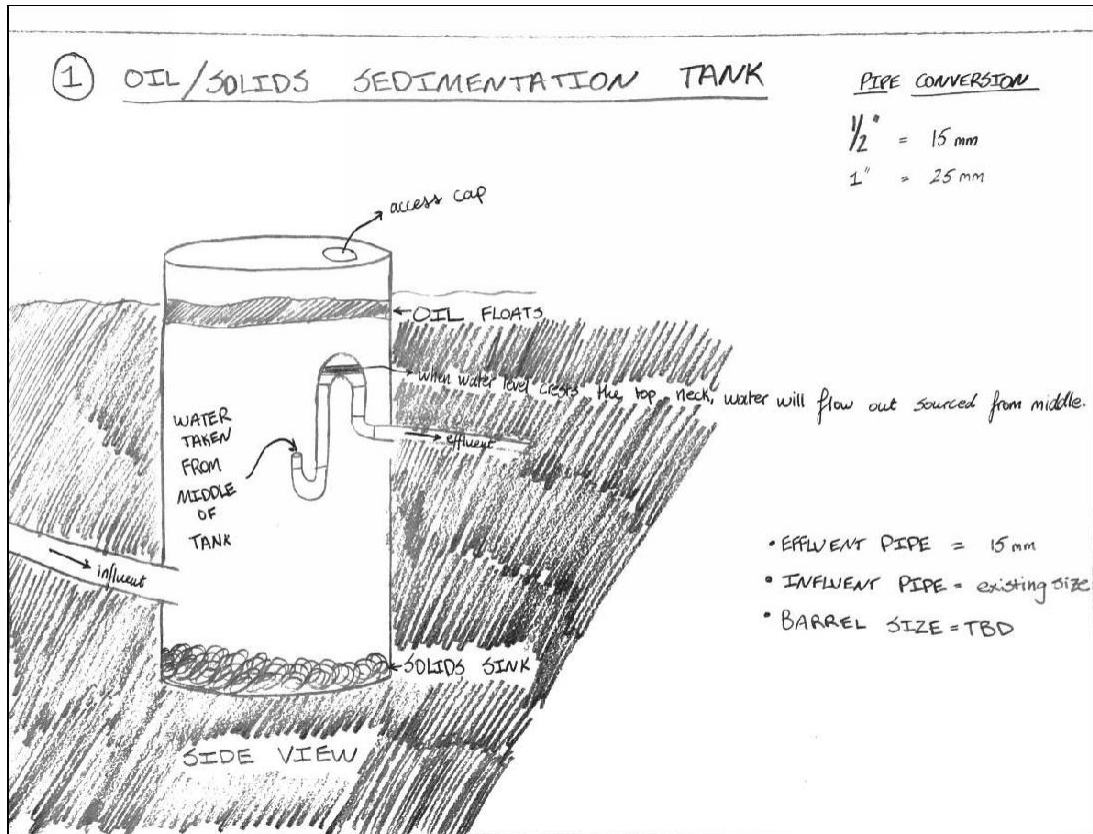 1 OIL/SOLIDS SEDIMENTATION TANK
PIPE CONVERSION
1/2" = 15 mm
1" = 25 mm
access cap
OIL FLOATS
when water level crests the top neck, water will flow out sourced from middle.
WATER
TAKEN
FROM
MIDDLE
OF
TANK
effluent
influent
• EFFLUENT PIPE = 15 mm
• INFLUENT PIPE = existing size
• BARREL SIZE = TBD
SOLIDS SINK
SIDE VIEW